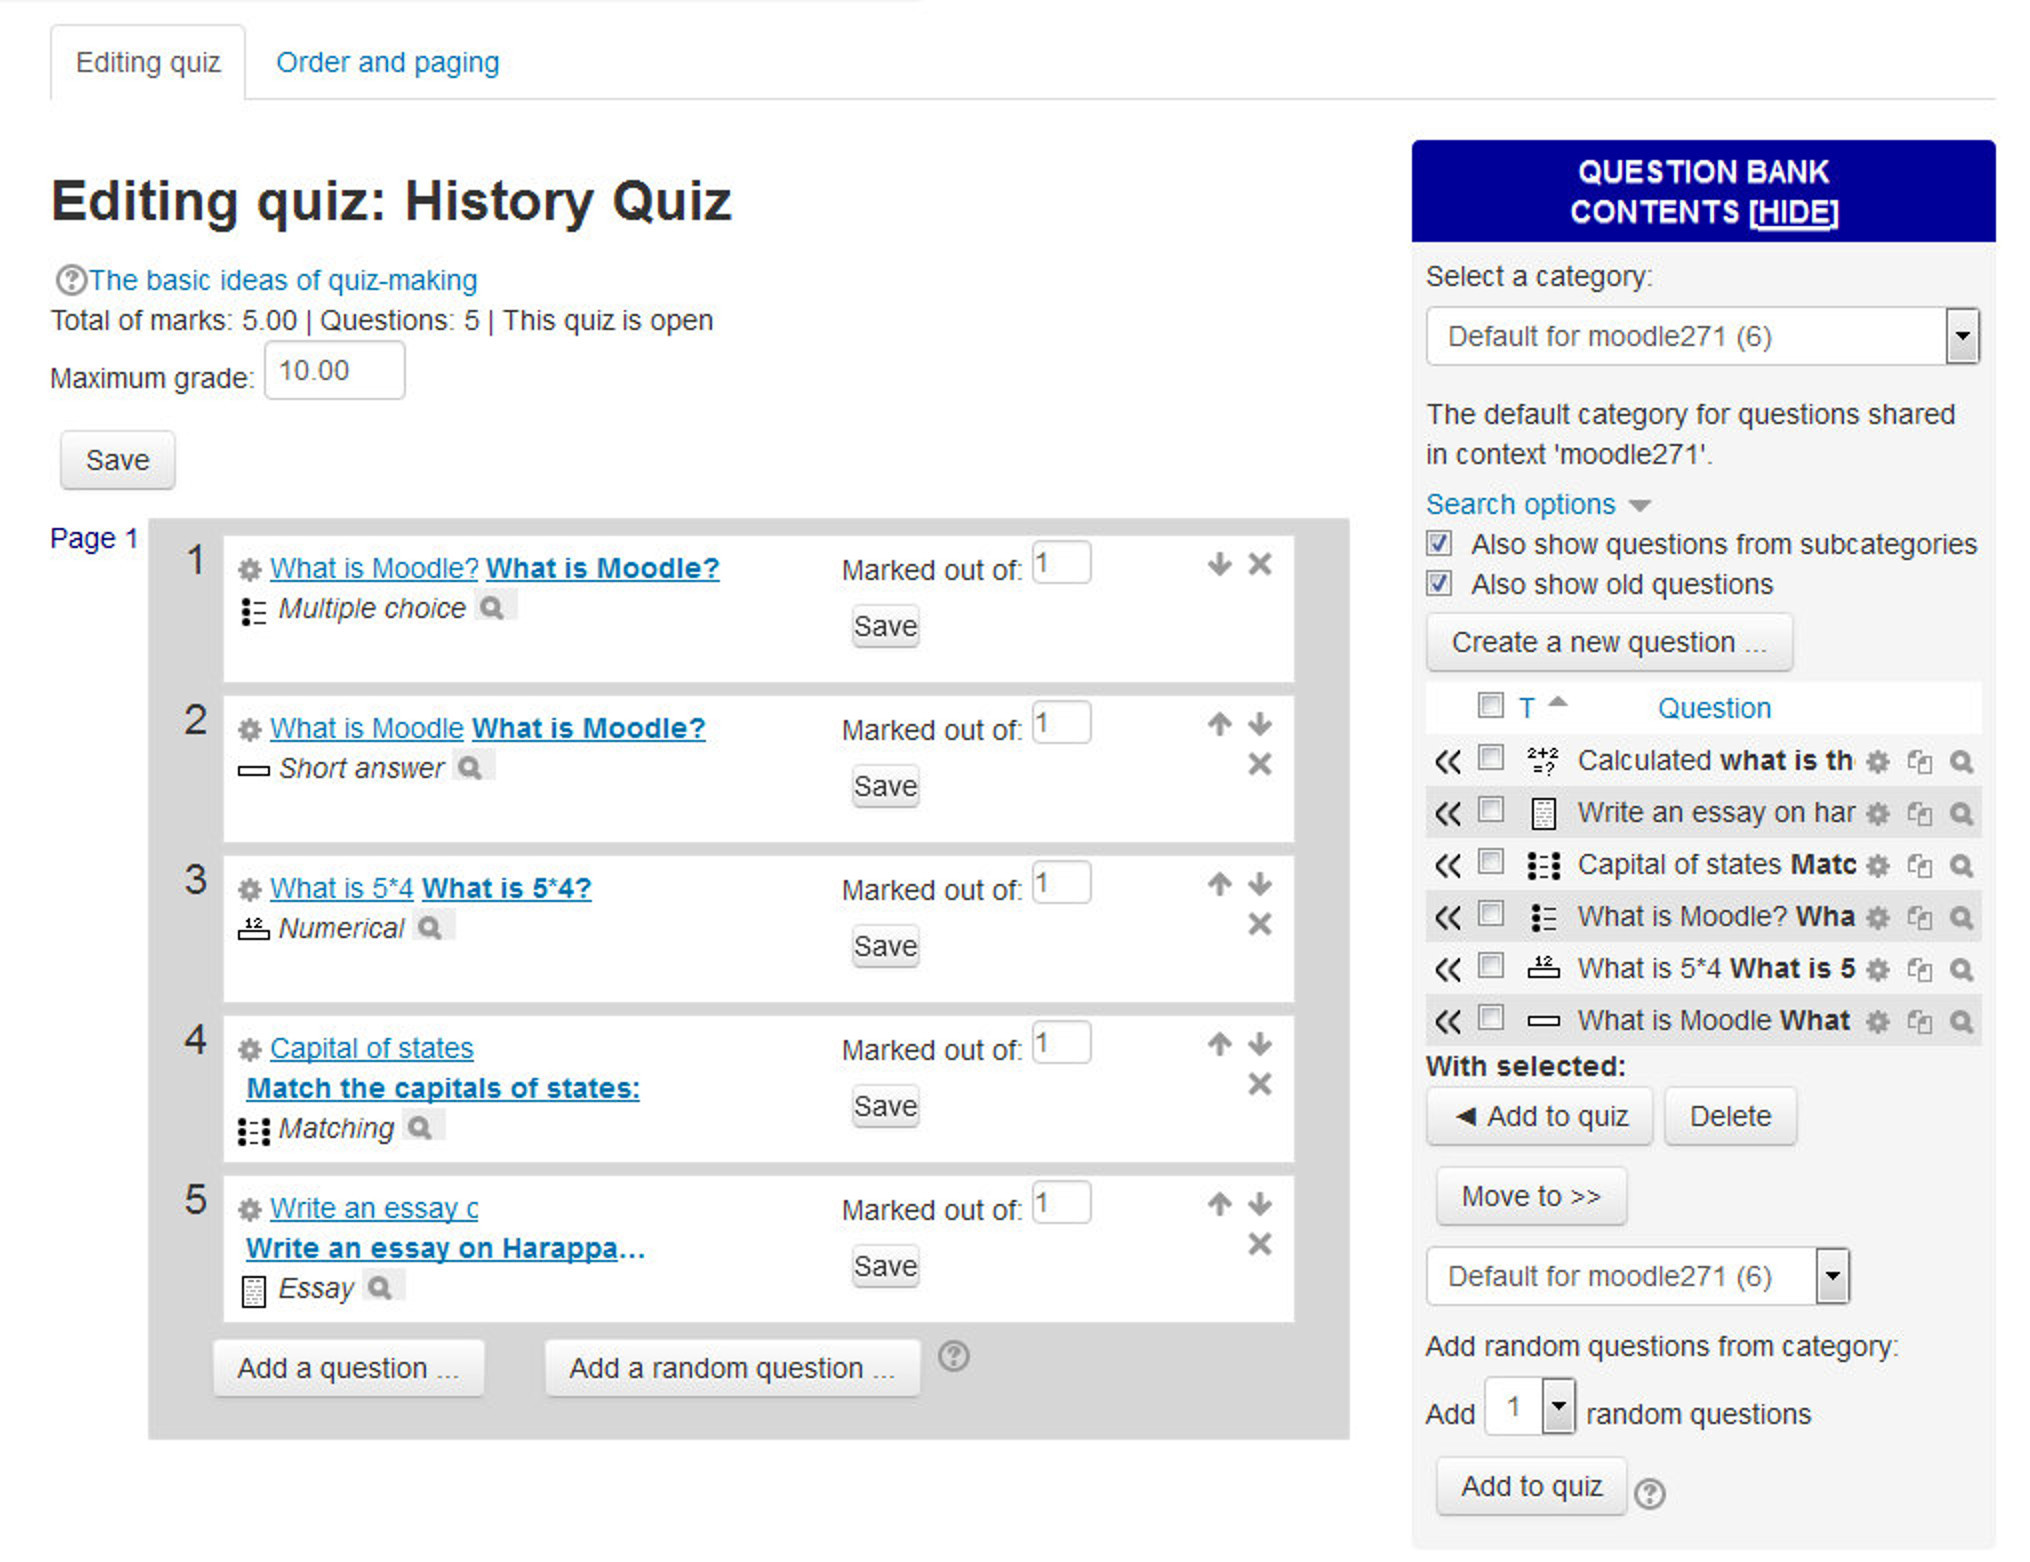 Editing quiz
Order and paging
Editing quiz: History Quiz
The basic ideas of quiz-making
Total of marks: 5.00 | Questions: 5 | This quiz is open
Maximum grade: 10.00
Save
Page 1
1 What is Moodle? What is Moodle? Marked out of: 1
Multiple choice
Save
2 What is Moodle What is Moodle? Marked out of: 1
Short answer
Save
3 What is 5*4 What is 5*4? Marked out of: 1
12 Numerical
Save
4 Capital of states Marked out of: 1
Match the capitals of states:
Save
Matching
5 Write an essay c Marked out of: 1
Write an essay on Harappa...
Save
Essay
Add a question ...
Add a random question ...
QUESTION BANK
CONTENTS [HIDE]
Select a category:
Default for moodle271 (6)
The default category for questions shared
in context 'moodle271'.
Search options
Also show questions from subcategories
Also show old questions
Create a new question ...
T Question
2+2=? Calculated what is th
Write an essay on har
Capital of states Matc
What is Moodle? Wha
12 What is 5*4 What is 5
What is Moodle What
With selected:
◄ Add to quiz
Delete
Move to >>
Default for moodle271 (6)
Add random questions from category:
Add 1 random questions
Add to quiz